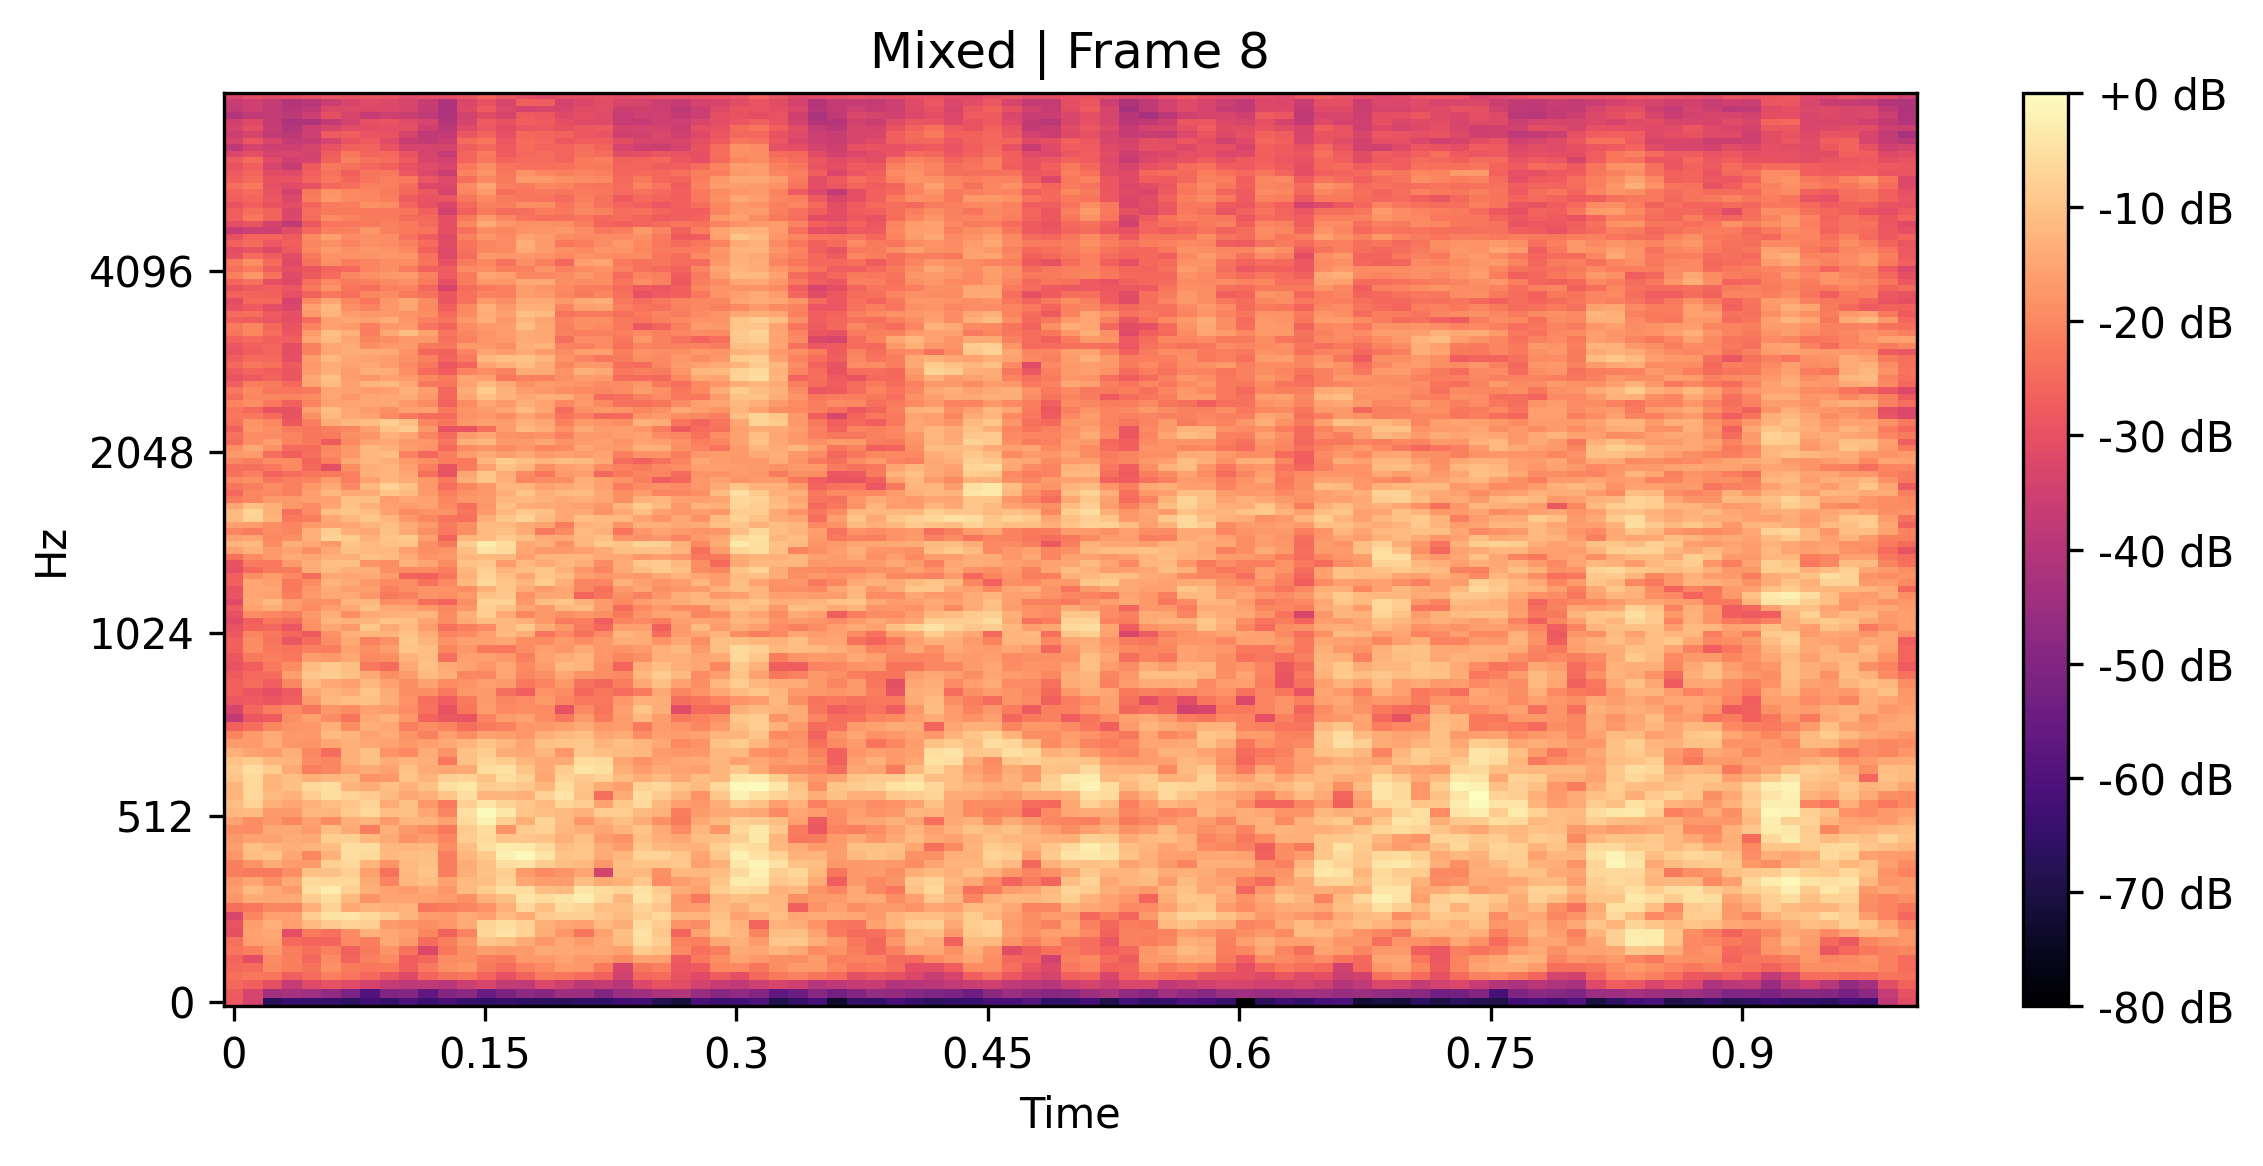 Mixed | Frame 8
+0 dB
-10 dB
-20 dB
-30 dB
-40 dB
-50 dB
-60 dB
-70 dB
-80 dB
4096
2048
1024
512
0
Hz
0 0.15 0.3 0.45 0.6 0.75 0.9
Time